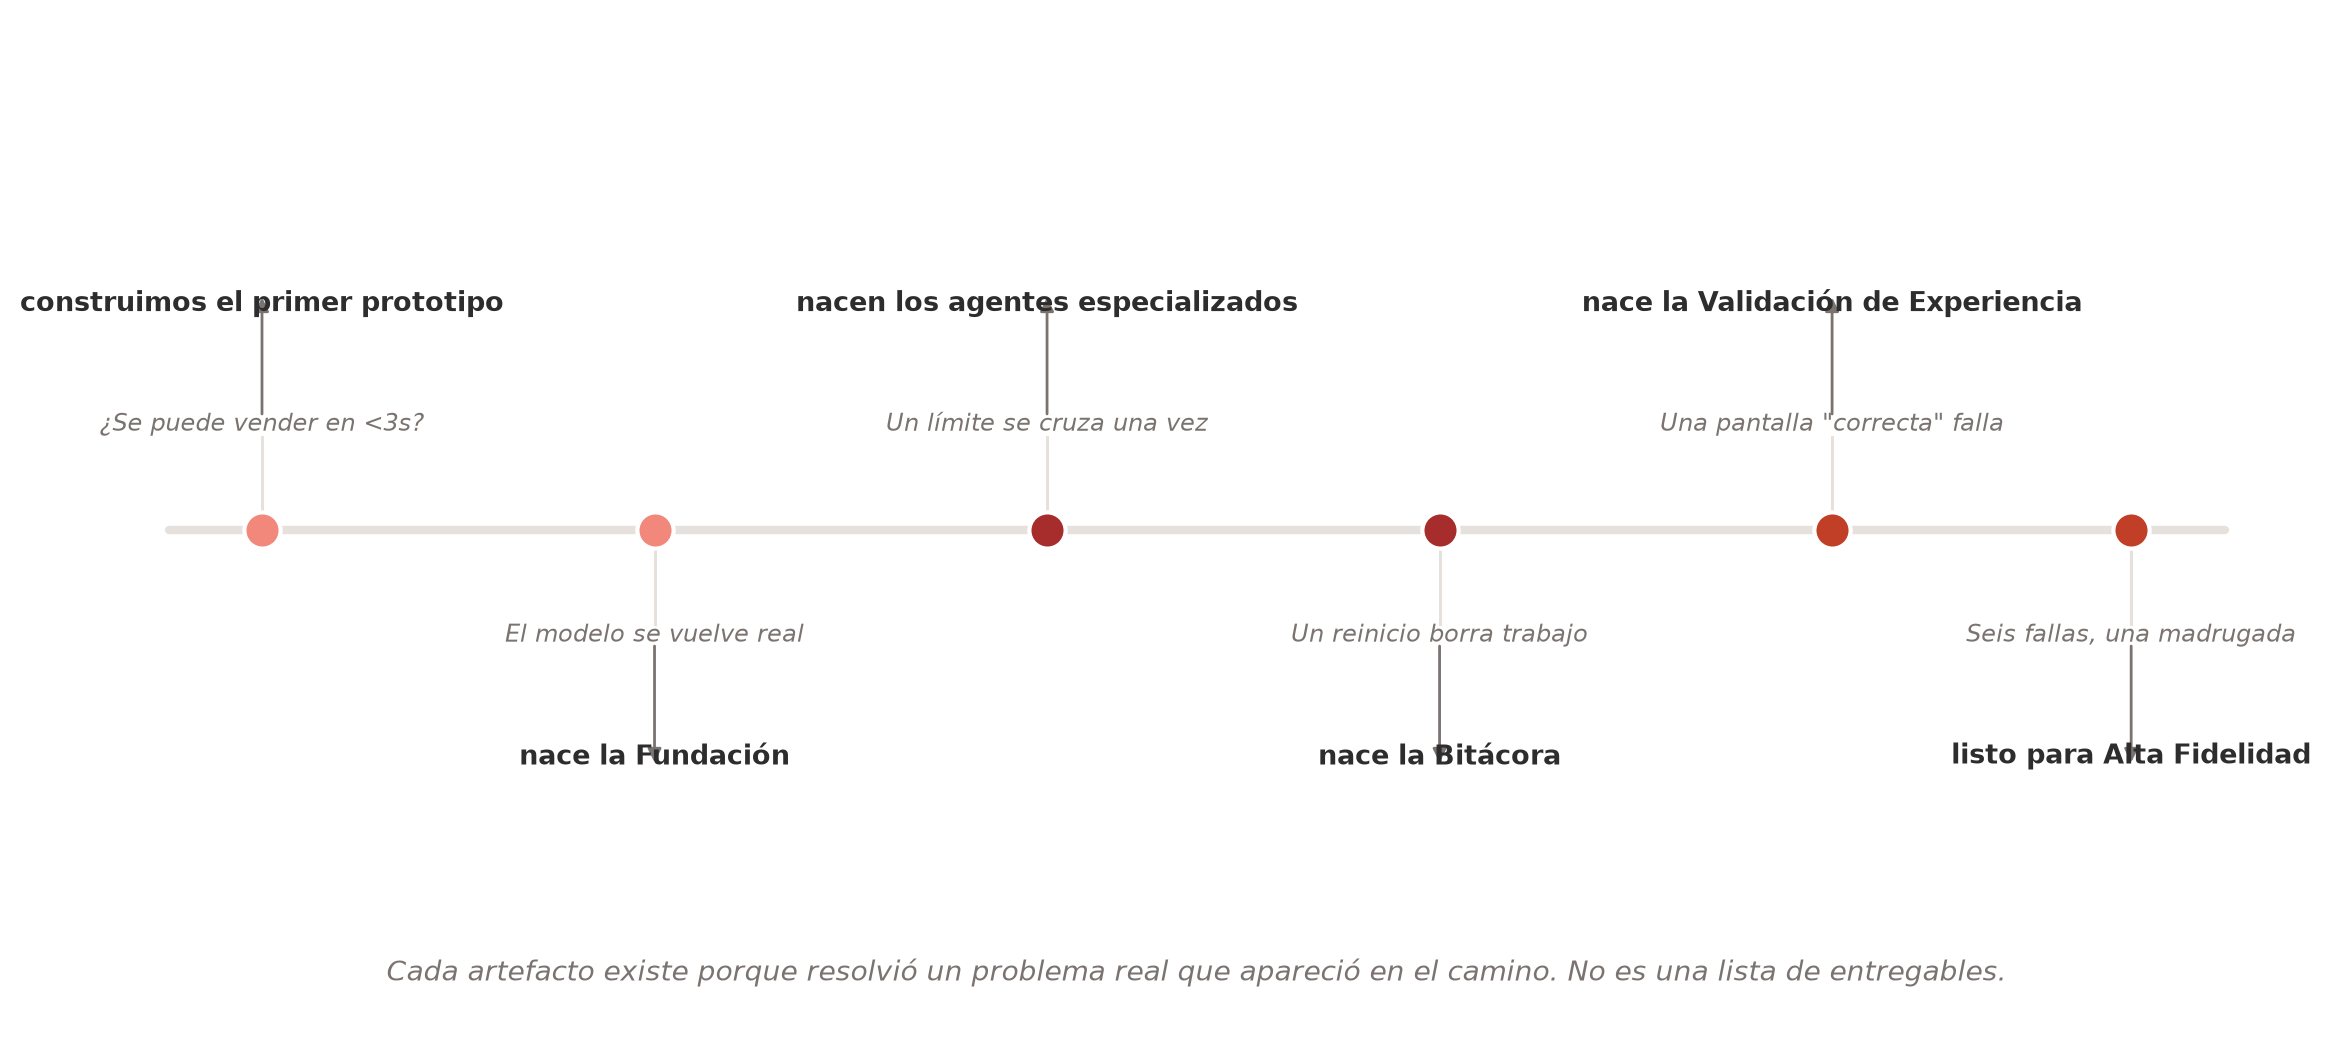 construimos el primer prototipo
nacen los agentes especializados
nace la Validación de Experiencia
¿Se puede vender en <3s?
Un límite se cruza una vez
Una pantalla "correcta" falla
El modelo se vuelve real
Un reinicio borra trabajo
Seis fallas, una madrugada
nace la Fundación
nace la Bitácora
listo para Alta Fidelidad
Cada artefacto existe porque resolvió un problema real que apareció en el camino. No es una lista de entregables.